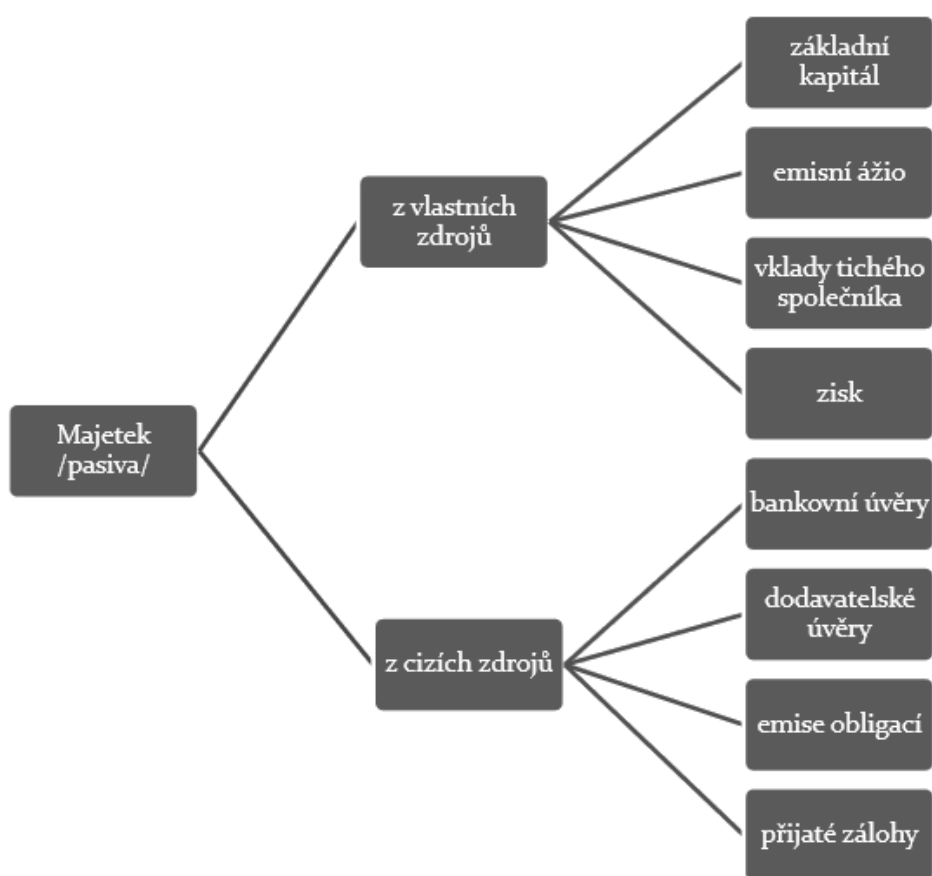 základní
kapitál
emisní ážio
z vlastních
zdrojů
vklady tichého
společníka
zisk
Majetek
/pasiva/
bankovní úvěry
dodavatelské
úvěry
z cizích zdrojů
emise obligací
přijaté zálohy